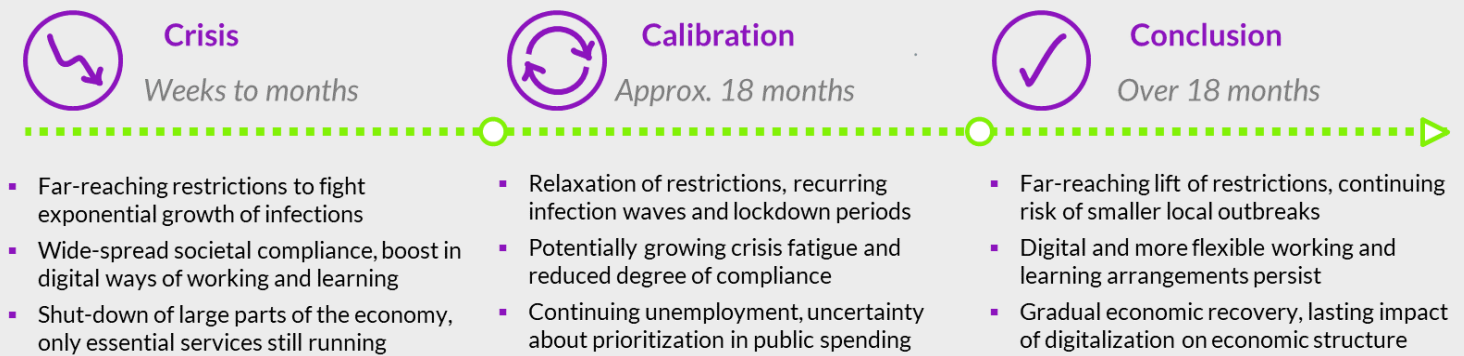 Crisis
Weeks to months
▪ Far-reaching restrictions to fight
exponential growth of infections
▪ Wide-spread societal compliance, boost in
digital ways of working and learning
▪ Shut-down of large parts of the economy,
only essential services still running
Calibration
Approx. 18 months
▪ Relaxation of restrictions, recurring
infection waves and lockdown periods
▪ Potentially growing crisis fatigue and
reduced degree of compliance
▪ Continuing unemployment, uncertainty
about prioritization in public spending
Conclusion
Over 18 months
▪ Far-reaching lift of restrictions, continuing
risk of smaller local outbreaks
▪ Digital and more flexible working and
learning arrangements persist
▪ Gradual economic recovery, lasting impact
of digitalization on economic structure